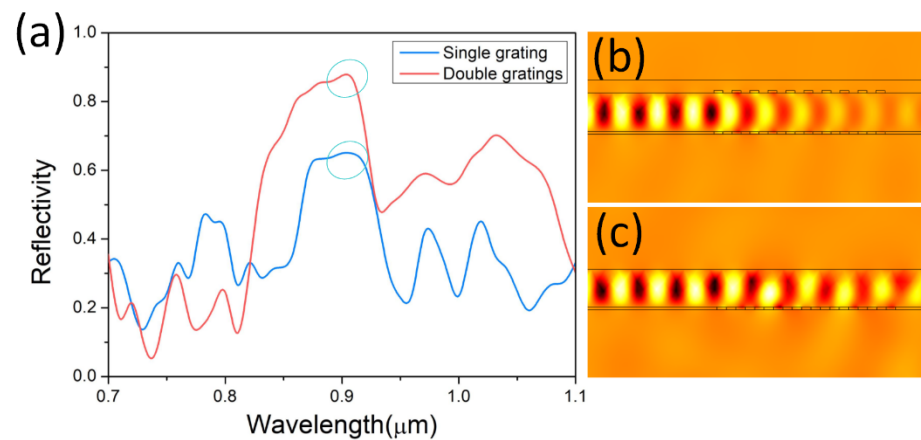 (a)
Single grating
Double gratings
Reflectivity
1.0
0.8
0.6
0.4
0.2
0.0
0.7
0.8
0.9
1.0
1.1
Wavelength(μm)
(b)
(c)